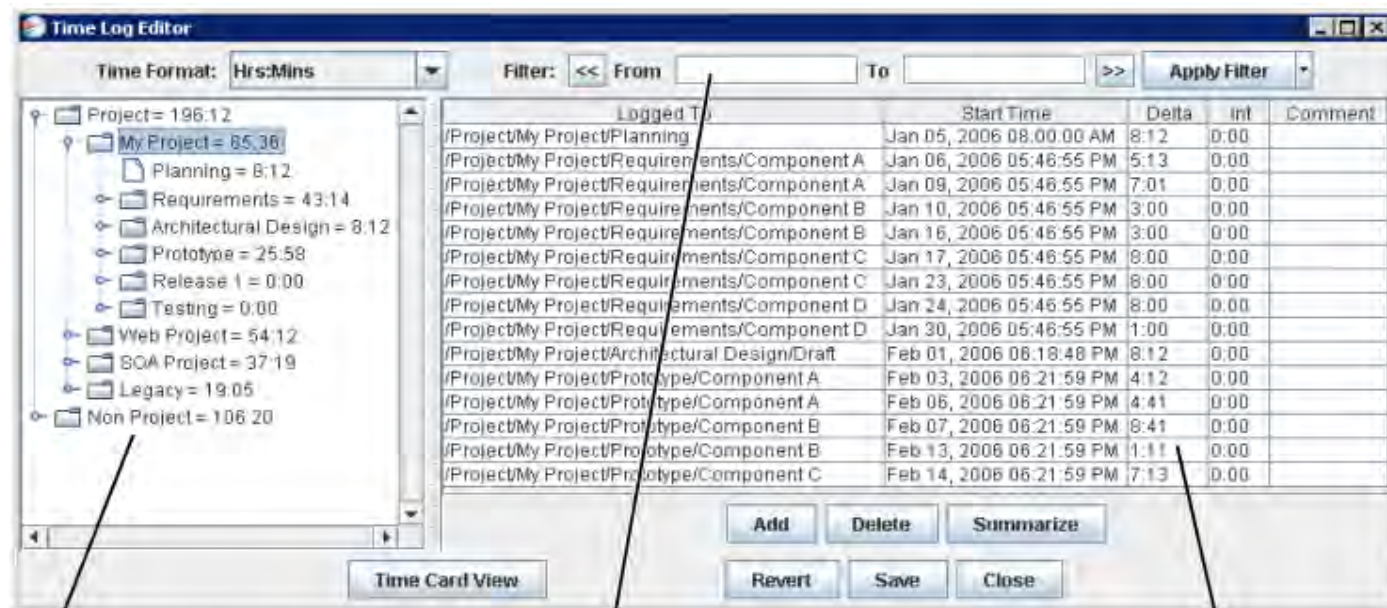 Time Log Editor
Time Format: Hrs:Mins Filter: << From To >> Apply Filter
Project = 196:12
My Project = 85:36
Planning = 8:12
Requirements = 43:14
Architectural Design = 8:12
Prototype = 25:58
Release 1 = 0:00
Testing = 0:00
Web Project = 54:12
SOA Project = 37:19
Legacy = 19:05
Non Project = 106:20
Logged To Start Time Delta Int Comment
/Project/My Project/Planning Jan 05, 2006 08:00:00 AM 8:12 0:00
/Project/My Project/Requirements/Component A Jan 06, 2006 05:46:55 PM 5:13 0:00
/Project/My Project/Requirements/Component A Jan 09, 2006 05:46:55 PM 7:01 0:00
/Project/My Project/Requirements/Component B Jan 10, 2006 05:46:55 PM 3:00 0:00
/Project/My Project/Requirements/Component B Jan 16, 2006 05:46:55 PM 3:00 0:00
/Project/My Project/Requirements/Component C Jan 17, 2006 05:46:55 PM 8:00 0:00
/Project/My Project/Requirements/Component C Jan 23, 2006 05:46:55 PM 8:00 0:00
/Project/My Project/Requirements/Component D Jan 24, 2006 05:46:55 PM 8:00 0:00
/Project/My Project/Requirements/Component D Jan 30, 2006 05:46:55 PM 1:00 0:00
/Project/My Project/Architectural Design/Draft Feb 01, 2006 06:18:48 PM 8:12 0:00
/Project/My Project/Prototype/Component A Feb 03, 2006 06:21:59 PM 4:12 0:00
/Project/My Project/Prototype/Component A Feb 06, 2006 06:21:59 PM 4:41 0:00
/Project/My Project/Prototype/Component B Feb 07, 2006 06:21:59 PM 8:41 0:00
/Project/My Project/Prototype/Component B Feb 13, 2006 06:21:59 PM 1:11 0:00
/Project/My Project/Prototype/Component C Feb 14, 2006 06:21:59 PM 7:13 0:00
Add Delete Summarize
Time Card View Revert Save Close